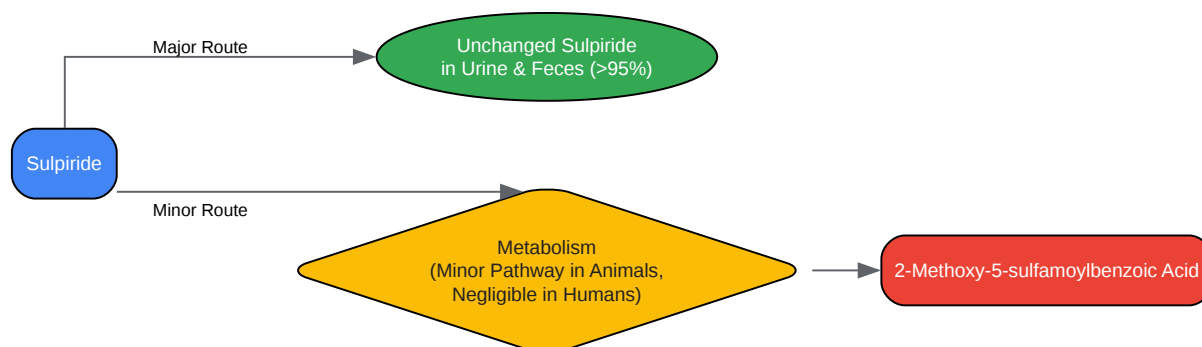 Major Route
Unchanged Sulpiride
in Urine & Feces (>95%)
Sulpiride
Minor Route
Metabolism
(Minor Pathway in Animals,
Negligible in Humans)
2-Methoxy-5-sulfamoylbenzoic Acid